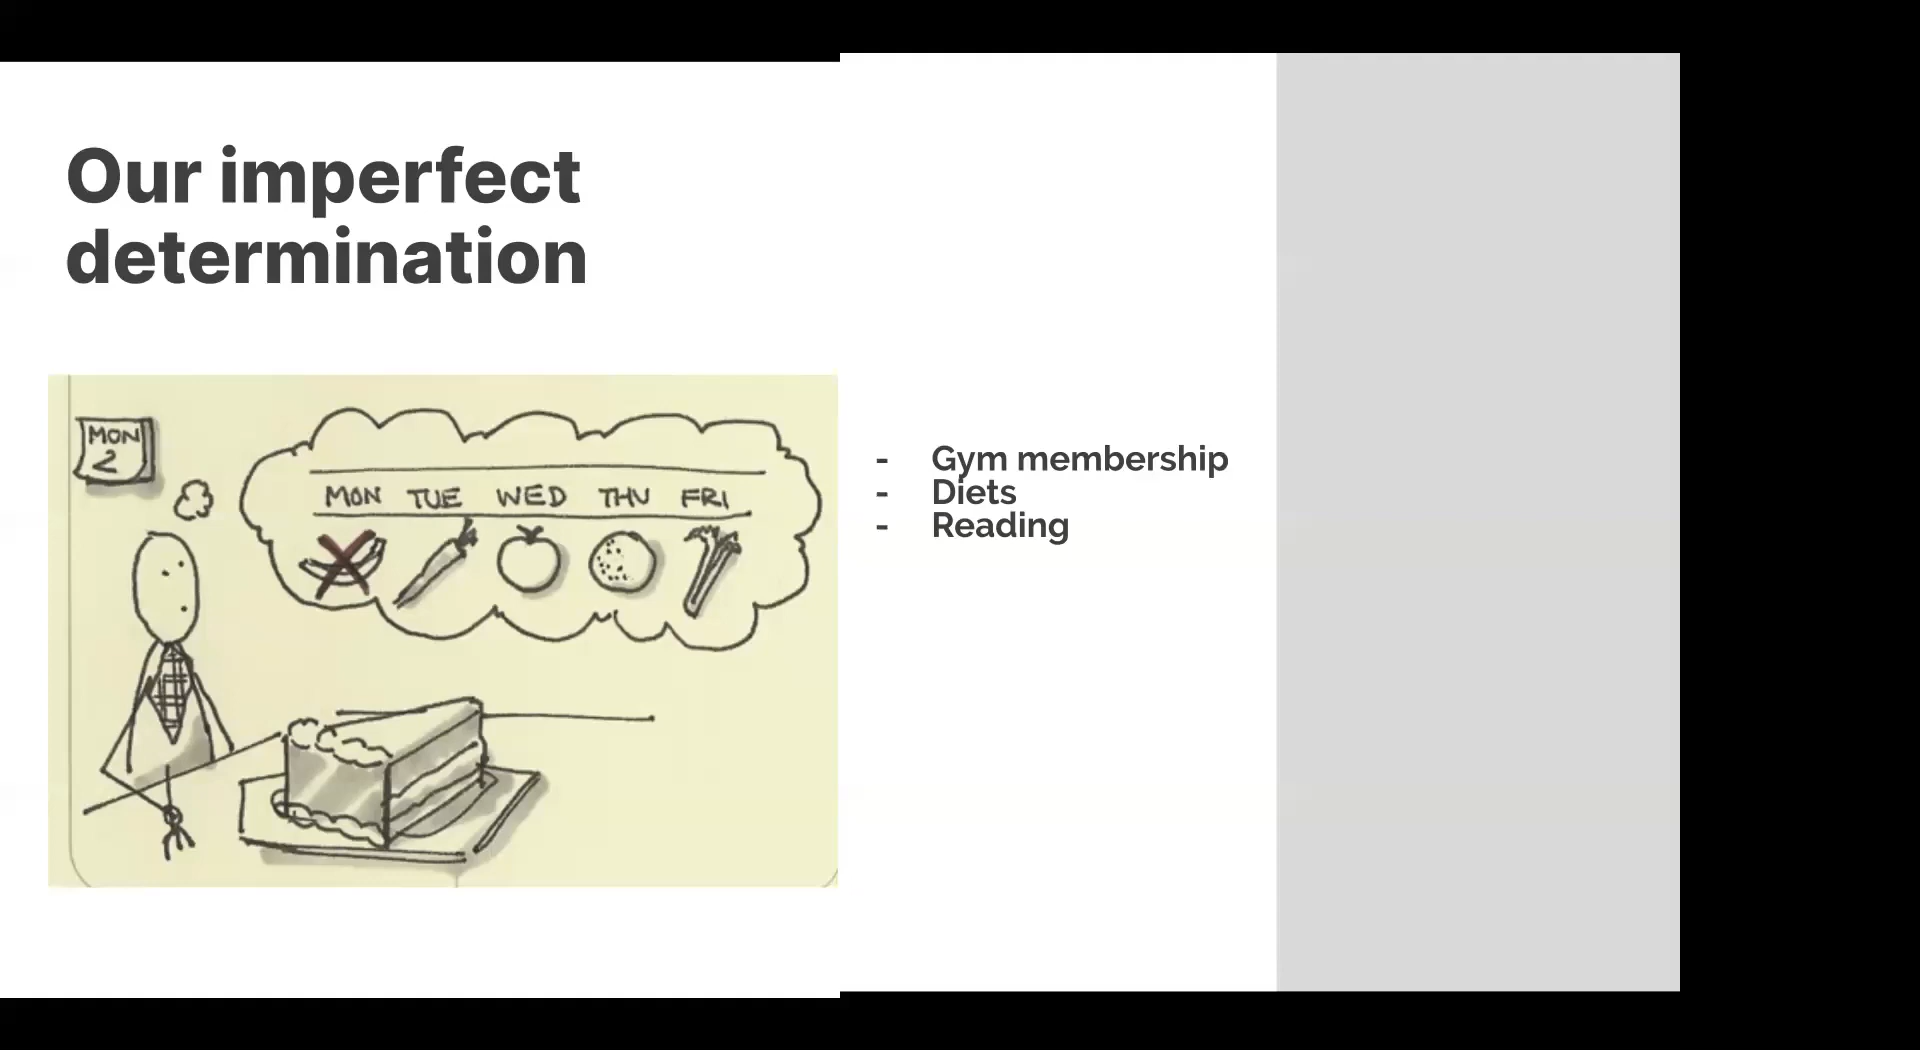 Our imperfect
determination
MON
2
MON TUE WED THU FRI
- Gym membership
- Diets
- Reading